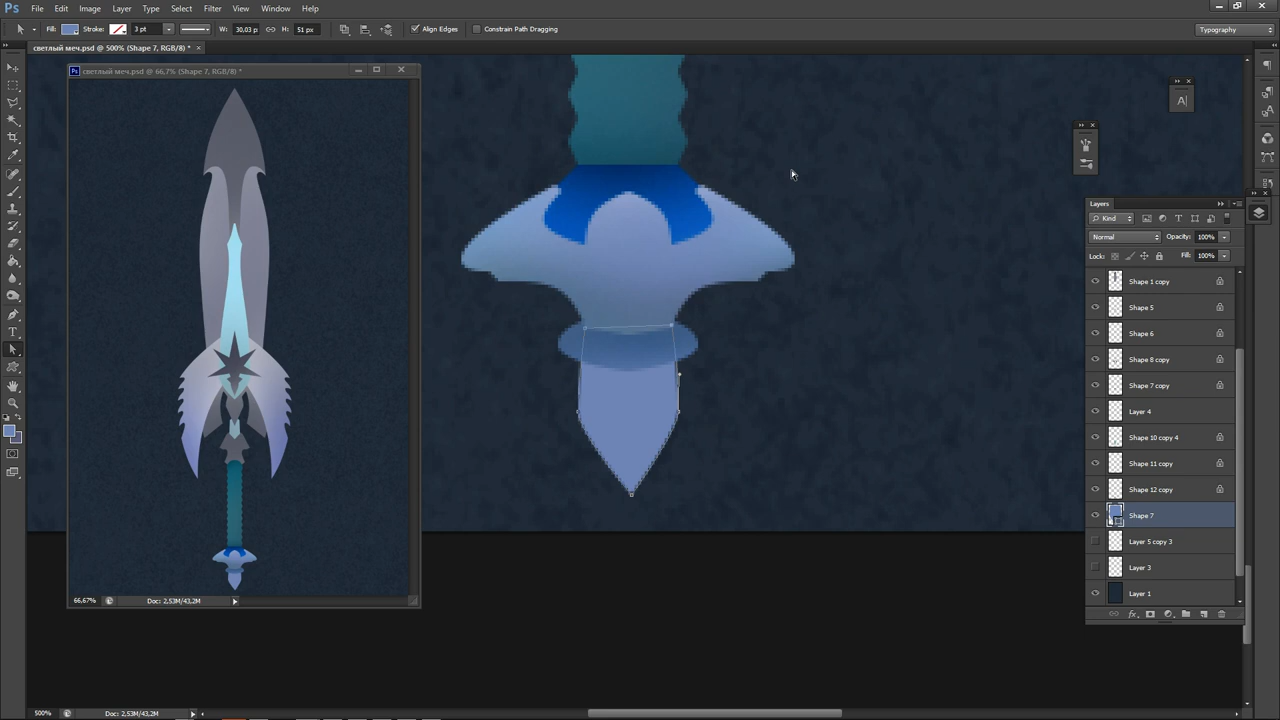 Ps File Edit Image Layer Type Select Filter View Window Help
Fill: Stroke: 3 pt W: 30,03 p H: 51 px Align Edges Constrain Path Dragging Typography
светлый меч.psd @ 500% (Shape 7, RGB/8) * ×
Ps светлый меч.psd @ 66,7% (Shape 7, RGB/8) *
A
Layers
Kind T
Normal Opacity: 100%
Lock: Fill: 100%
Shape 1 copy
Shape 5
Shape 6
Shape 8 copy
Shape 7 copy
Layer 4
Shape 10 copy 4
Shape 11 copy
Shape 12 copy
Shape 7
Layer 5 copy 3
Layer 3
Layer 1
fx
66,67% Doc: 2,53M/43,2M
500% Doc: 2,53M/43,2M